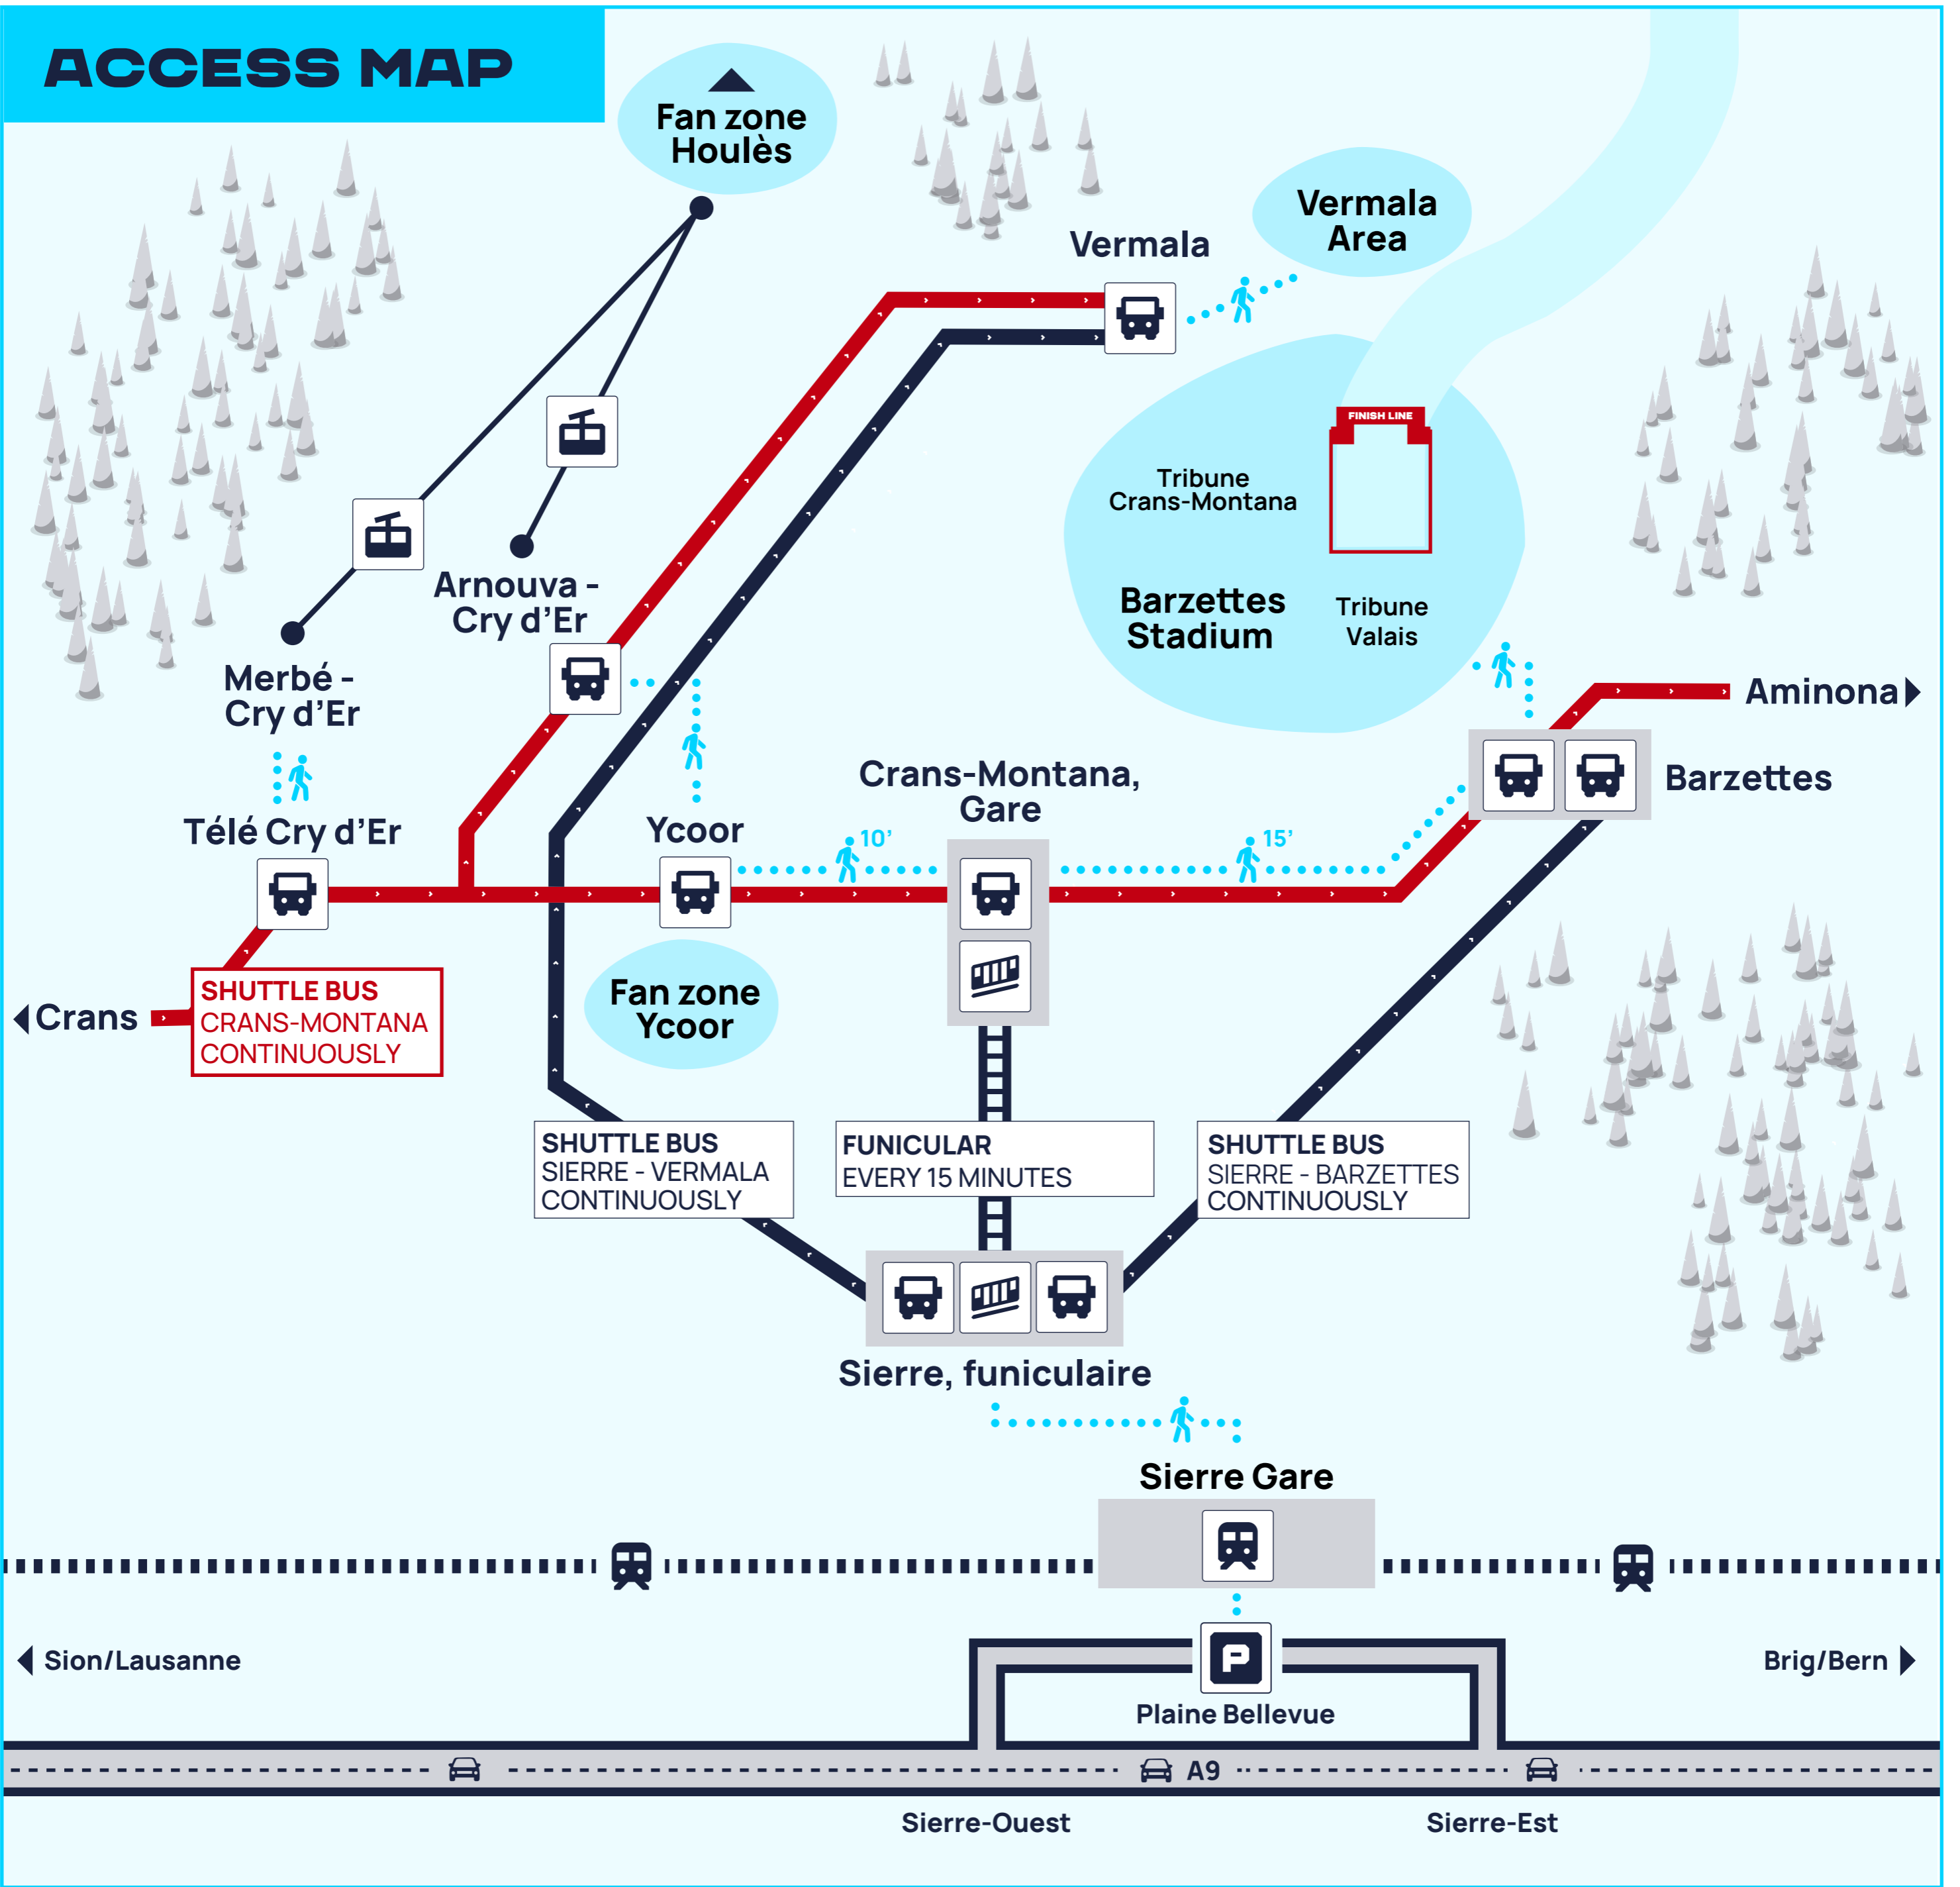 ACCESS MAP
Fan zone
Houlès
Vermala
Area
Vermala
FINISH LINE
Tribune
Crans-Montana
Arnouva -
Cry d'Er
Barzettes
Stadium
Tribune
Valais
Merbé -
Cry d'Er
Aminona
Crans-Montana,
Gare
Barzettes
Télé Cry d'Er
Ycoor
10'
15'
Fan zone
Ycoor
Crans
SHUTTLE BUS
CRANS-MONTANA
CONTINUOUSLY
SHUTTLE BUS
SIERRE - VERMALA
CONTINUOUSLY
FUNICULAR
EVERY 15 MINUTES
SHUTTLE BUS
SIERRE - BARZETTES
CONTINUOUSLY
Sierre, funiculaire
Sierre Gare
Sion/Lausanne
P
Brig/Bern
Plaine Bellevue
A9
Sierre-Ouest
Sierre-Est